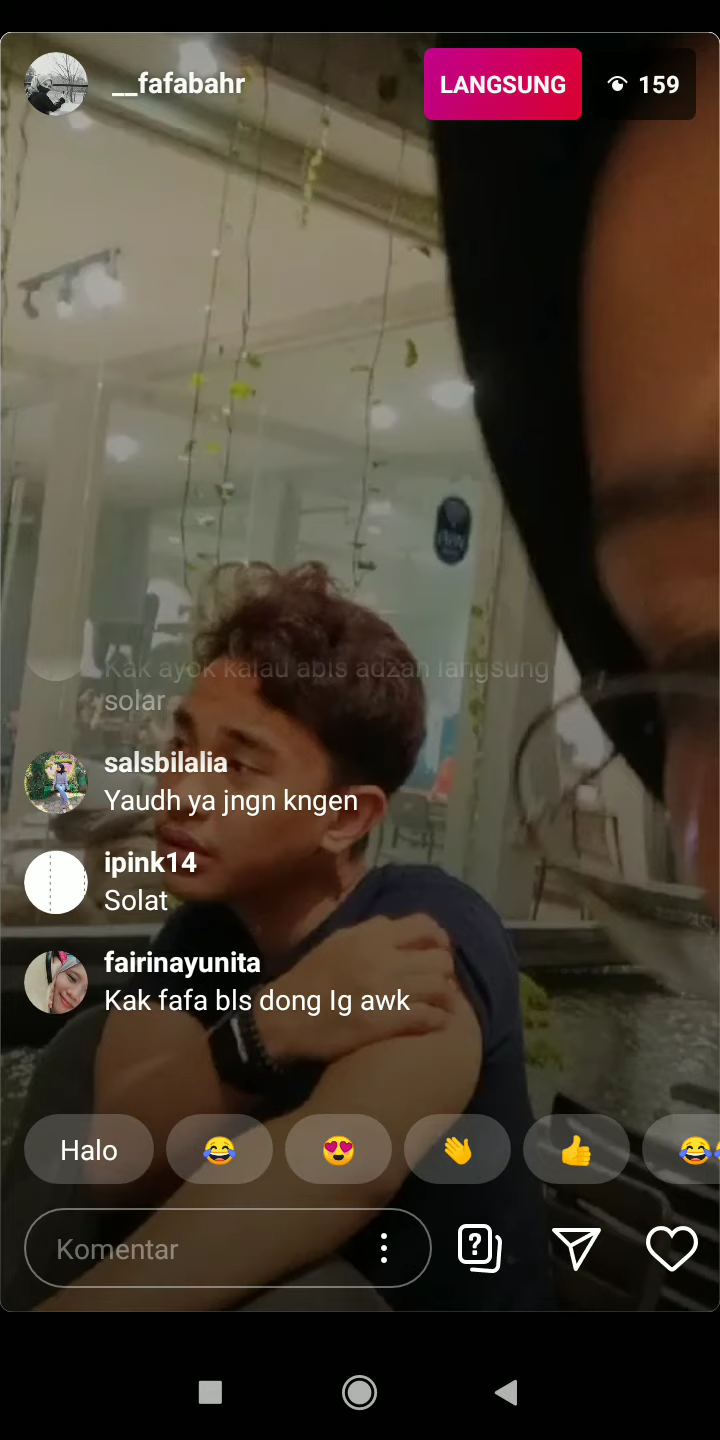 __fafabahr
LANGSUNG
159
Kak ayok kalau abis adzan langsung
solar
salsbilalia
Yaudh ya jngn kngen
ipink14
Solat
fairinayunita
Kak fafa bls dong Ig awk
Halo
Komentar